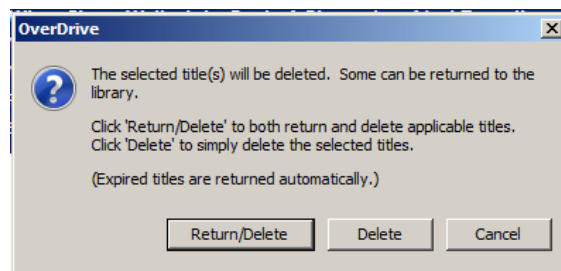 OverDrive
The selected title(s) will be deleted.  Some can be returned to the
library.
Click 'Return/Delete' to both return and delete applicable titles.
Click 'Delete' to simply delete the selected titles.
(Expired titles are returned automatically.)
Return/Delete Delete Cancel